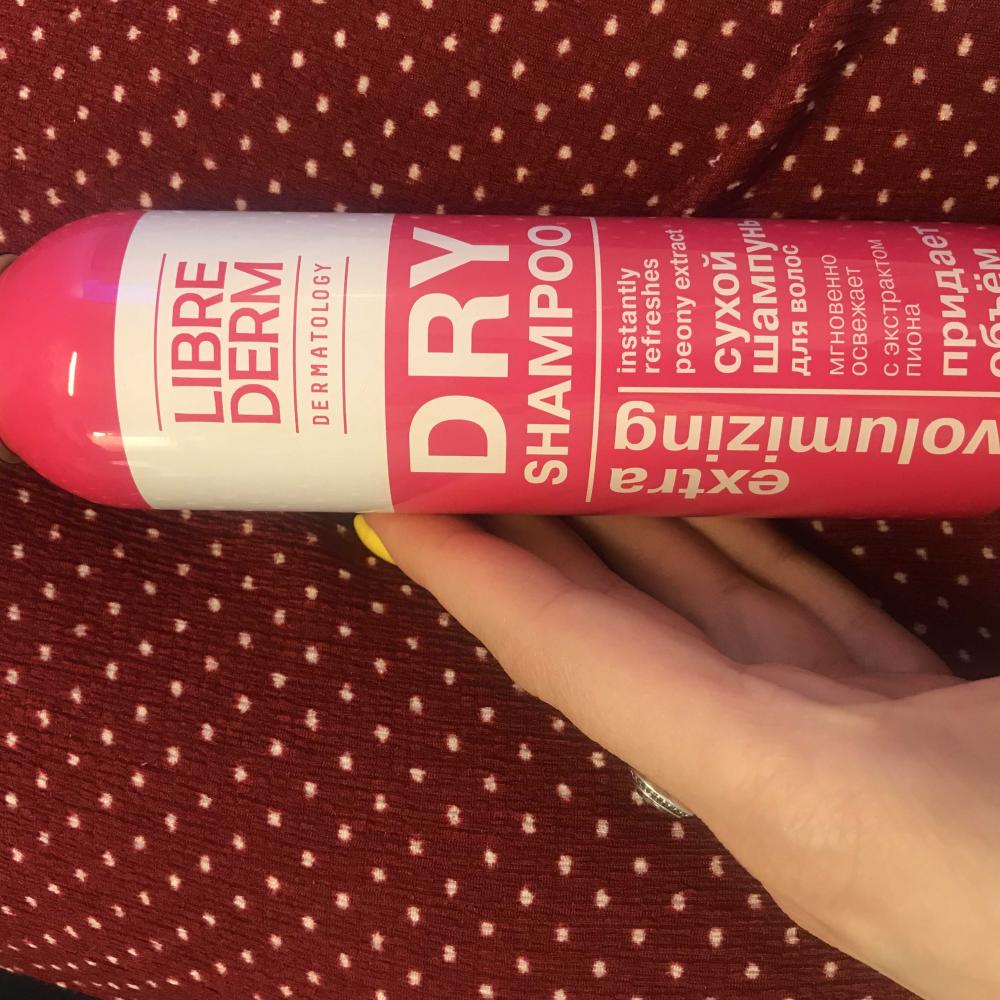 LIBRE
DERM
DERMATOLOGY
DRY
SHAMPOO
instantly
refreshes
peony extract
сухой
шампунь
для волос
мгновенно
освежает
с экстрактом
пиона
придает
объём
extra
volumizing